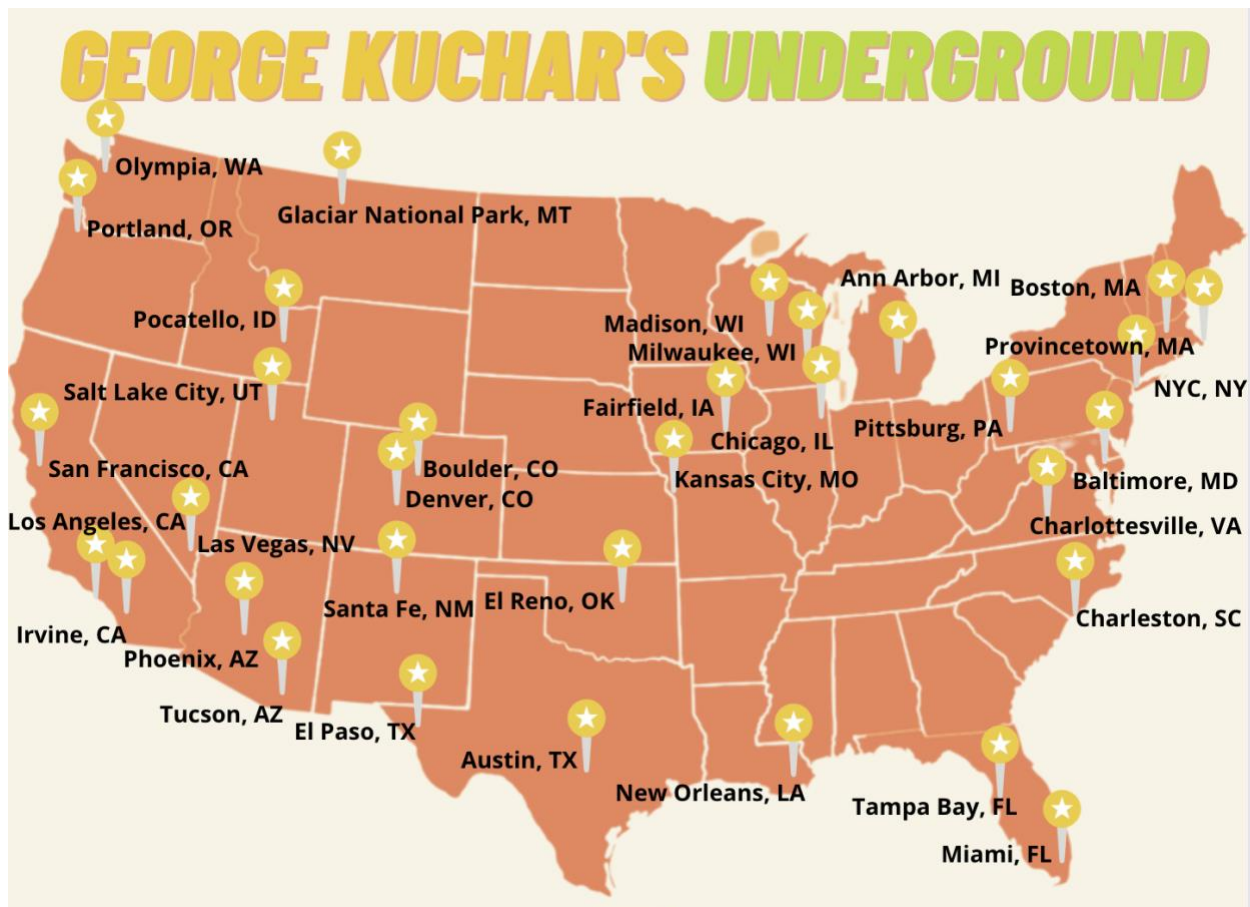 GEORGE KUCHAR'S UNDERGROUND
Olympia, WA
Glaciar National Park, MT
Portland, OR
Ann Arbor, MI
Boston, MA
Pocatello, ID
Madison, WI
Milwaukee, WI
Provincetown, MA
Salt Lake City, UT
NYC, NY
Fairfield, IA
Chicago, IL
Pittsburg, PA
San Francisco, CA
Boulder, CO
Kansas City, MO
Baltimore, MD
Denver, CO
Los Angeles, CA
Charlottesville, VA
Las Vegas, NV
Santa Fe, NM
El Reno, OK
Charleston, SC
Irvine, CA
Phoenix, AZ
Tucson, AZ
El Paso, TX
Austin, TX
New Orleans, LA
Tampa Bay, FL
Miami, FL